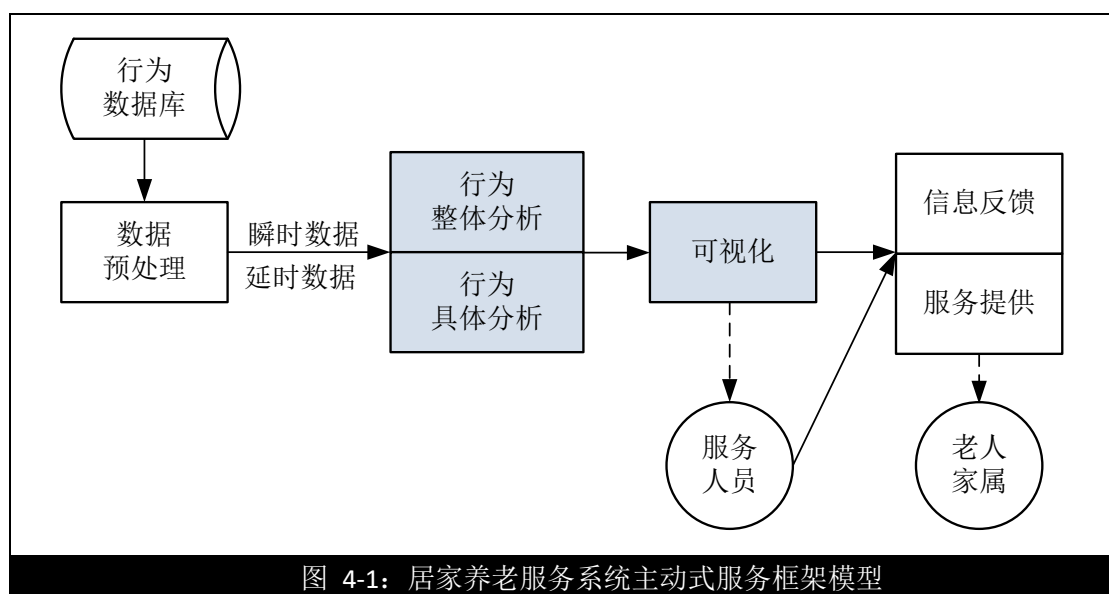 行为
数据库
数据
预处理
瞬时数据
延时数据
行为
整体分析
行为
具体分析
可视化
信息反馈
服务提供
服务
人员
老人
家属
图 4-1：居家养老服务系统主动式服务框架模型